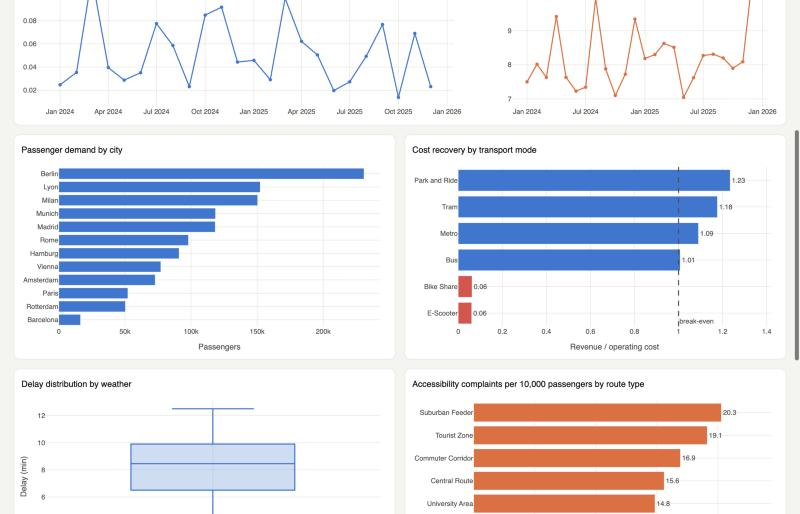 0.08
0.06
0.04
0.02
Jan 2024 Apr 2024 Jul 2024 Oct 2024 Jan 2025 Apr 2025 Jul 2025 Oct 2025 Jan 2026
9
8
7
Jan 2024 Jul 2024 Jan 2025 Jul 2025 Jan 2026
Passenger demand by city
Berlin
Lyon
Milan
Munich
Madrid
Rome
Hamburg
Vienna
Amsterdam
Paris
Rotterdam
Barcelona
0 50k 100k 150k 200k
Passengers
Cost recovery by transport mode
Park and Ride 1.23
Tram 1.18
Metro 1.09
Bus 1.01
Bike Share 0.06
E-Scooter 0.06
break-even
0 0.2 0.4 0.6 0.8 1 1.2 1.4
Revenue / operating cost
Delay distribution by weather
Delay (min)
12
10
8
6
Accessibility complaints per 10,000 passengers by route type
Suburban Feeder 20.3
Tourist Zone 19.1
Commuter Corridor 16.9
Central Route 15.6
University Area 14.8